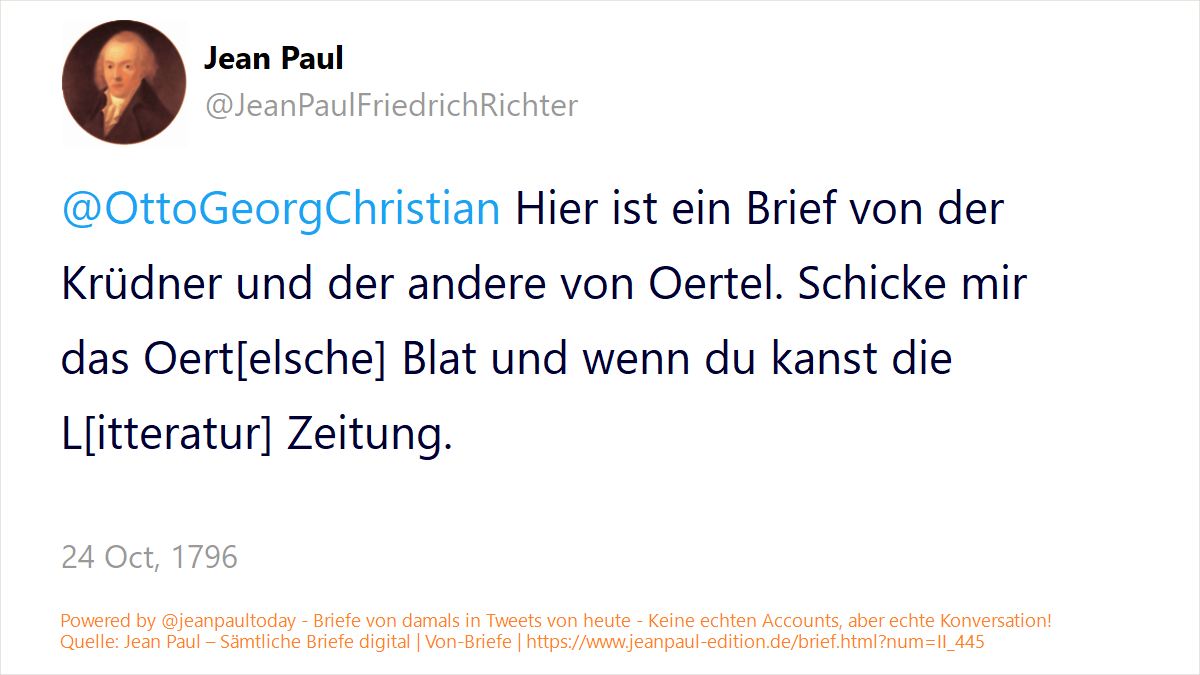 Jean Paul
@JeanPaulFriedrichRichter
@OttoGeorgChristian Hier ist ein Brief von der
Krüdner und der andere von Oertel. Schicke mir
das Oert[elsche] Blat und wenn du kanst die
L[itteratur] Zeitung.
24 Oct, 1796
Powered by @jeanpaultoday - Briefe von damals in Tweets von heute - Keine echten Accounts, aber echte Konversation!
Quelle: Jean Paul – Sämtliche Briefe digital | Von-Briefe | https://www.jeanpaul-edition.de/brief.html?num=II_445